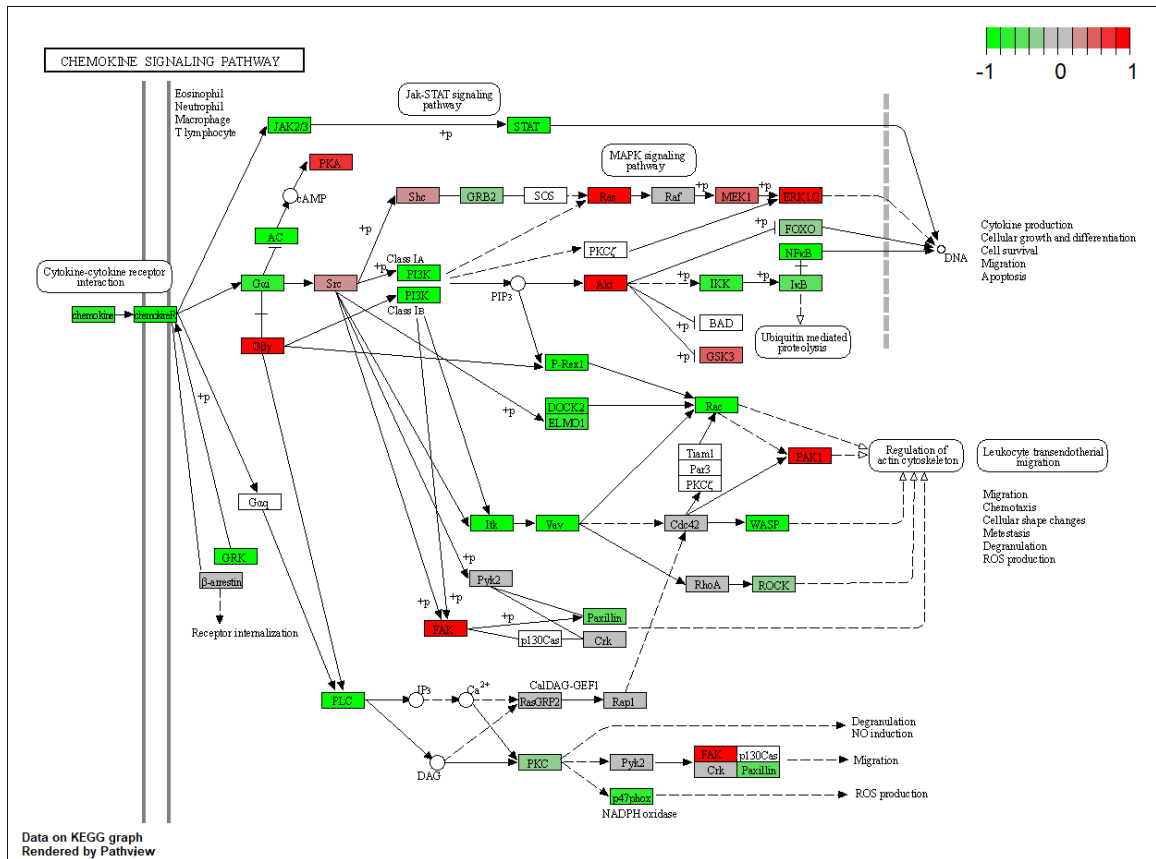 CHEMOKINE SIGNALING PATHWAY
-1 0 1
Eosinophil
Neutrophil
Macrophage
T lymphocyte
Jak-STAT signaling
pathway
JAK2/3
+p
STAT
PKA
cAMP
AC
MAPK signaling
pathway
Shc
GRB2
SOS
Ras
Raf
+p
MEK1
+p
ERK1/2
+p
PKCζ
+p
FOXO
NFκB
DNA
Cytokine production
Cellular growth and differentiation
Cell survival
Migration
Apoptosis
Cytokine-cytokine receptor
interaction
chemokine
chemokineR
Gαi
Src
+p
Class IA
PI3K
PI3K
Class IB
PIP3
Akt
+p
IKK
+p
IκB
+p
BAD
+p
GSK3
Ubiquitin mediated
proteolysis
Gβγ
P-Rex1
+p
DOCK2
ELMO1
Rac
+p
Tiam1
Par3
PKCζ
PAK1
Regulation of
actin cytoskeleton
Leukocyte transendotherial
migration
Gαq
Itk
Vav
Cdc42
WASP
Migration
Chemotaxis
Cellular shape changes
Metestasis
Degranulation
ROS production
GRK
β-arrestin
+p
Pyk2
RhoA
ROCK
Receptor internalization
+p
+p
FAK
+p
Paxillin
p130Cas
Crk
PLC
IP3
Ca2+
CalDAG-GEF1
RasGRP2
Rap1
DAG
PKC
Pyk2
FAK
p130Cas
Crk
Paxillin
Degranulation
NO induction
Migration
p47phox
NADPH oxidase
ROS production
Data on KEGG graph
Rendered by Pathview